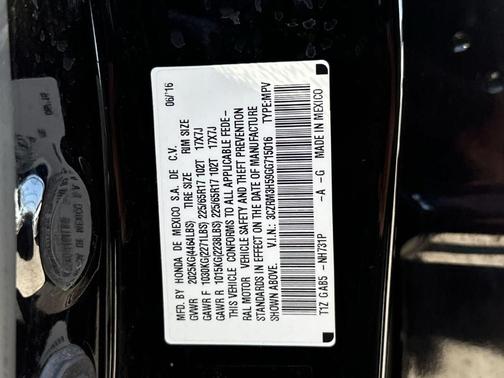 MFD. BY HONDA DE MEXICO S.A. DE C.V. 06/16
GVWR 2025KG(4464LBS) TIRE SIZE RIM SIZE
GAWR F 1030KG(2271LBS) 225/65R17 102T 17X7J
GAWR R 1015KG(2238LBS) 225/65R17 102T 17X7J
THIS VEHICLE CONFORMS TO ALL APPLICABLE FEDE-
RAL MOTOR VEHICLE SAFETY AND THEFT PREVENTION
STANDARDS IN EFFECT ON THE DATE OF MANUFACTURE
SHOWN ABOVE. V.I.N.: 3CZRM3H59GG715016 TYPE:MPV
T1Z GAB5 -NH731P -A -G MADE IN MEXICO